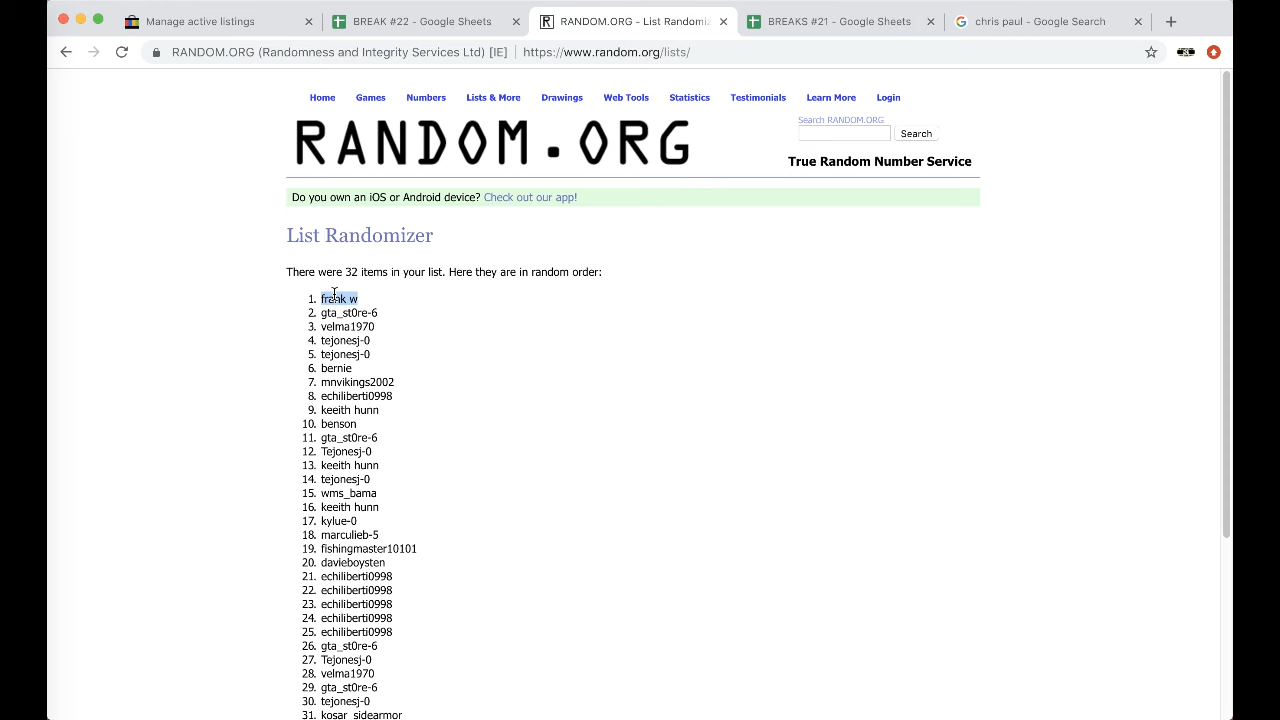 Manage active listings
BREAK #22 - Google Sheets
RANDOM.ORG - List Randomiz
BREAKS #21 - Google Sheets
chris paul - Google Search
RANDOM.ORG (Randomness and Integrity Services Ltd) [IE] https://www.random.org/lists/
Home Games Numbers Lists & More Drawings Web Tools Statistics Testimonials Learn More Login
RANDOM.ORG
Search RANDOM.ORG
Search
True Random Number Service
Do you own an iOS or Android device? Check out our app!
List Randomizer
There were 32 items in your list. Here they are in random order:
1. frank w
2. gta_st0re-6
3. velma1970
4. tejonesj-0
5. tejonesj-0
6. bernie
7. mnvikings2002
8. echiliberti0998
9. keeith hunn
10. benson
11. gta_st0re-6
12. Tejonesj-0
13. keeith hunn
14. tejonesj-0
15. wms_bama
16. keeith hunn
17. kylue-0
18. marculieb-5
19. fishingmaster10101
20. davieboysten
21. echiliberti0998
22. echiliberti0998
23. echiliberti0998
24. echiliberti0998
25. echiliberti0998
26. gta_st0re-6
27. Tejonesj-0
28. velma1970
29. gta_st0re-6
30. tejonesj-0
31. kosar_sidearmor